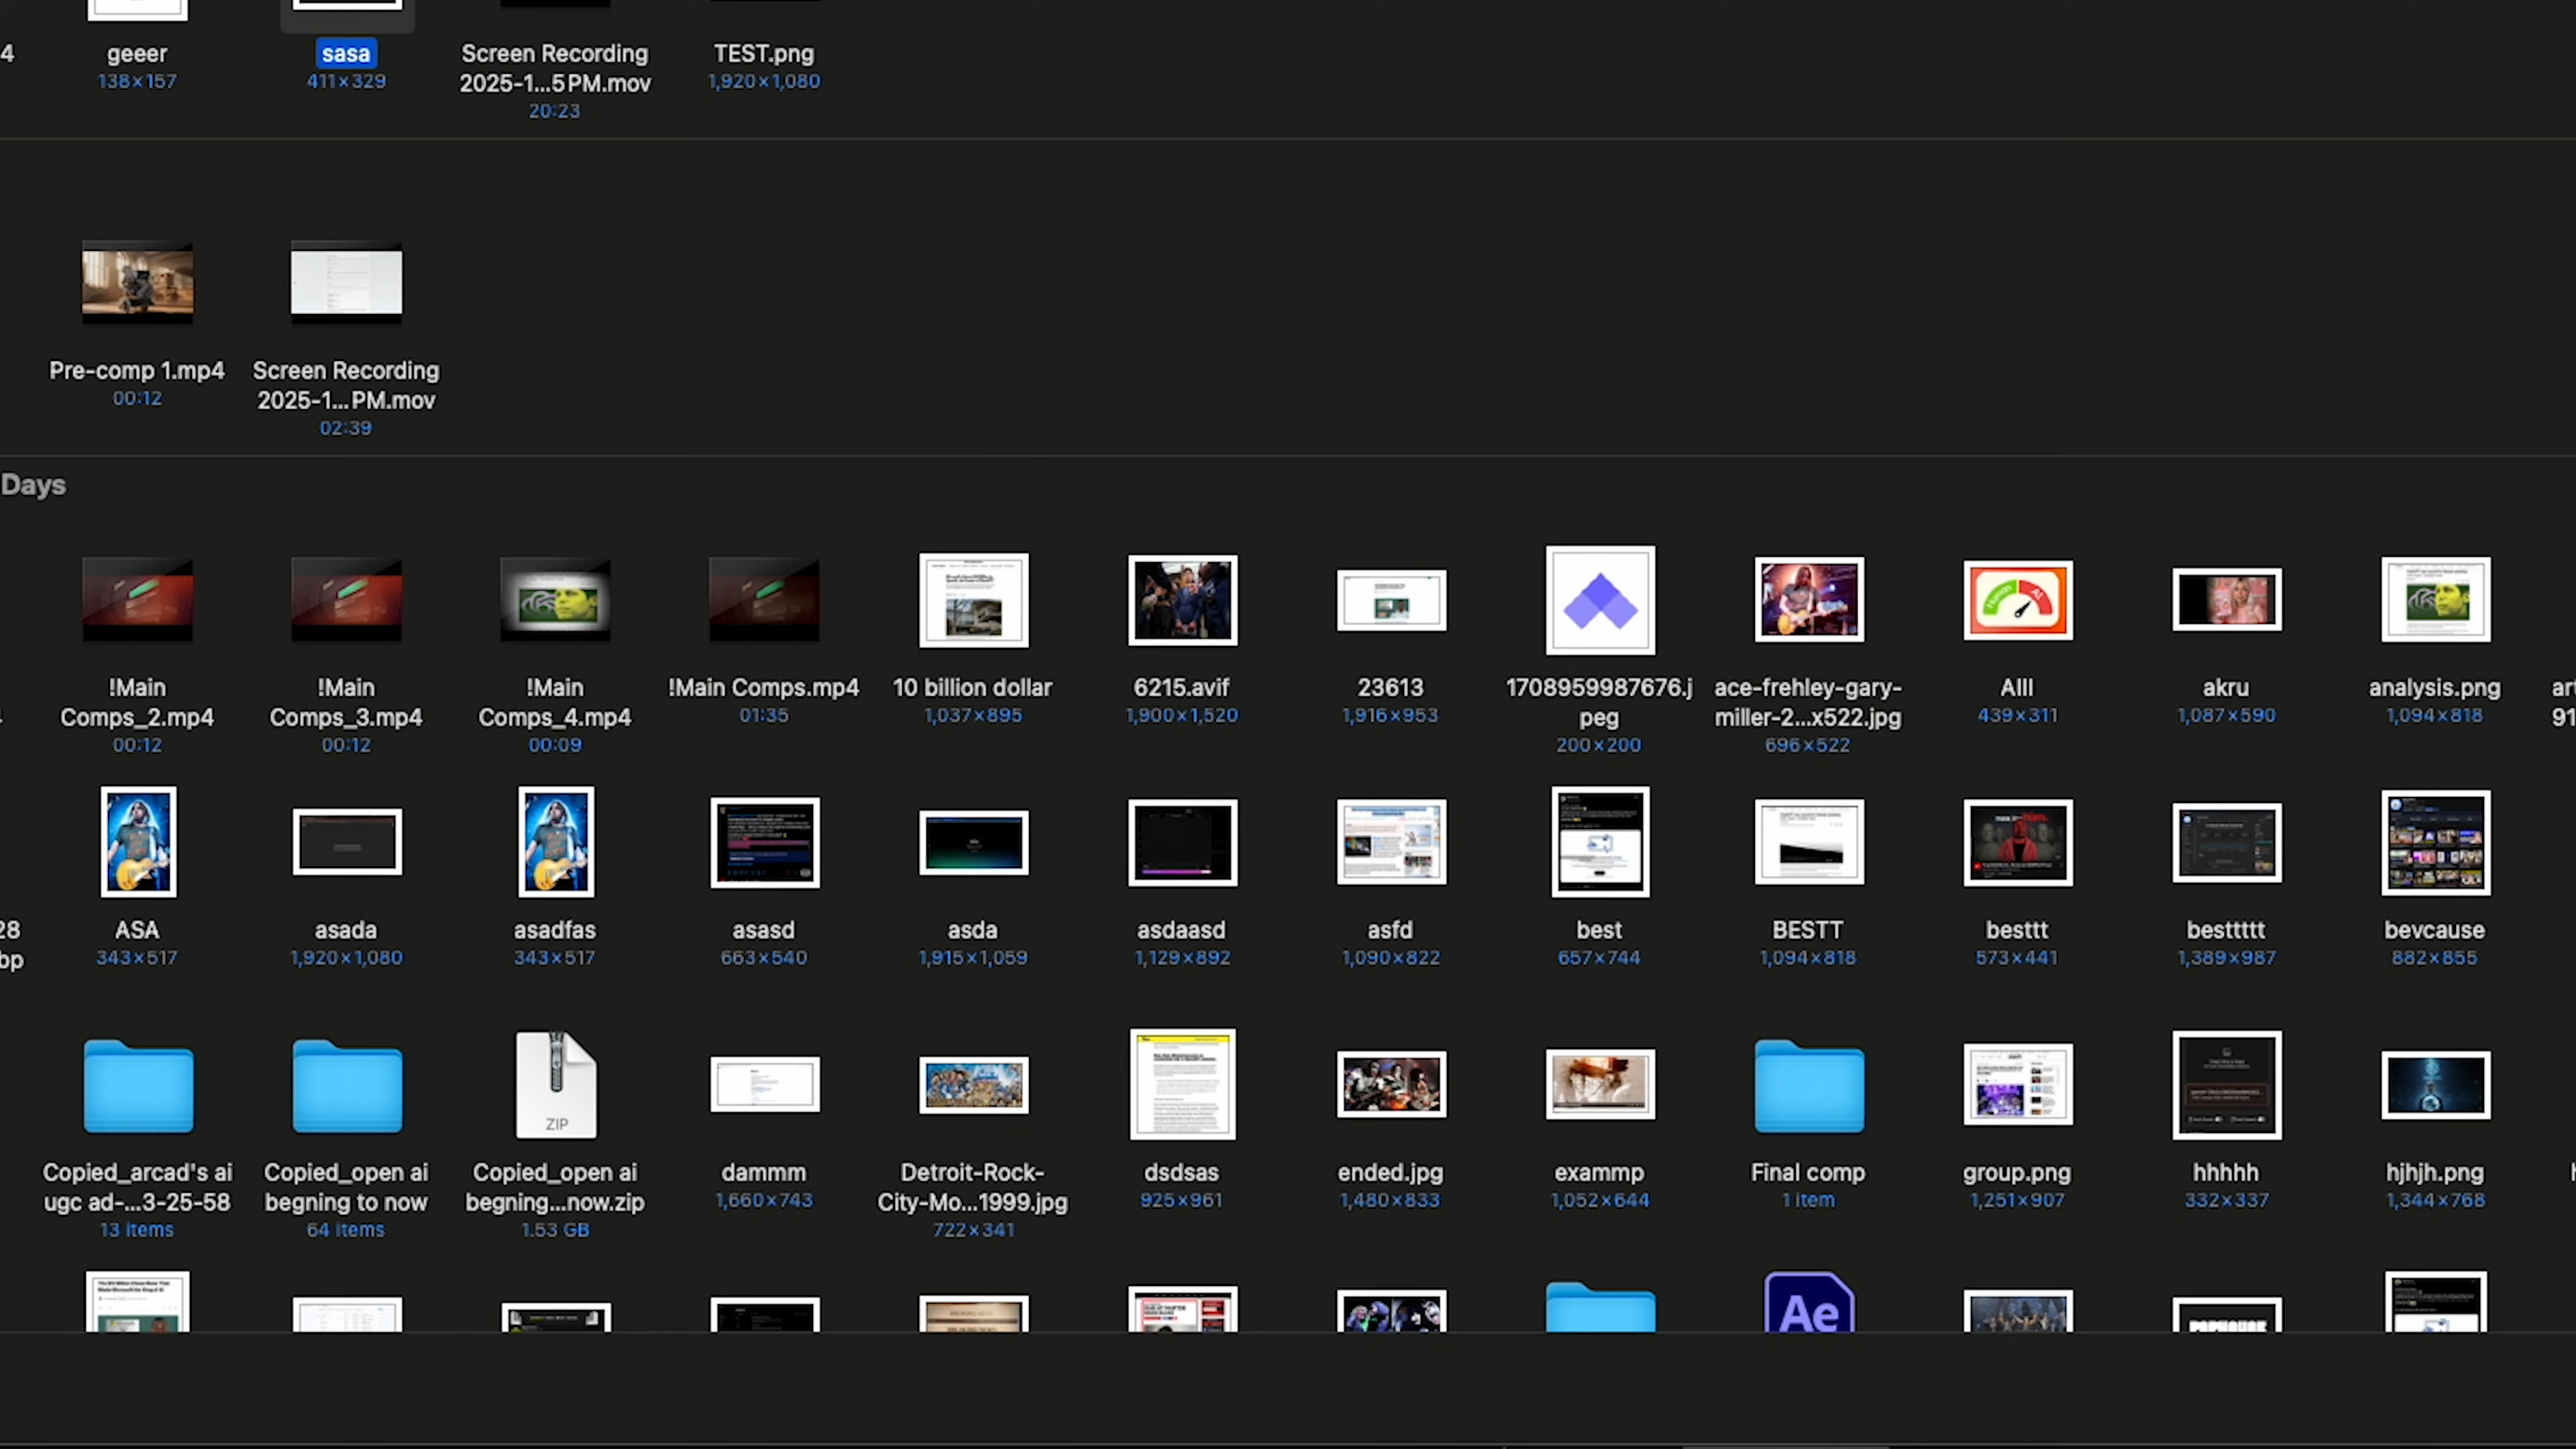 4
geeer
138×157
sasa
411×329
Screen Recording
2025-1...5 PM.mov
20:23
TEST.png
1,920×1,080
Pre-comp 1.mp4
00:12
Screen Recording
2025-1... PM.mov
02:39
Days
!Main
Comps_2.mp4
00:12
!Main
Comps_3.mp4
00:12
!Main
Comps_4.mp4
00:09
!Main Comps.mp4
01:35
10 billion dollar
1,037×895
6215.avif
1,900×1,520
23613
1,916×953
1708959987676.j
peg
200×200
ace-frehley-gary-
miller-2...x522.jpg
696×522
AIII
439×311
akru
1,087×590
analysis.png
1,094×818
91
28
bp
ASA
343×517
asada
1,920×1,080
asadfas
343×517
asasd
663×540
asda
1,915×1,059
asdaasd
1,129×892
asfd
1,090×822
best
657×744
BESTT
1,094×818
besttt
573×441
besttttt
1,389×987
bevcause
882×855
Copied_arcad's ai
ugc ad-...3-25-58
13 items
Copied_open ai
begning to now
64 items
ZIP
Copied_open ai
begning...now.zip
1.53 GB
dammm
1,660×743
Detroit-Rock-
City-Mo...1999.jpg
722×341
dsdsas
925×961
ended.jpg
1,480×833
exammp
1,052×644
Final comp
1 item
group.png
1,251×907
hhhhh
332×337
hjhjh.png
1,344×768
Ae